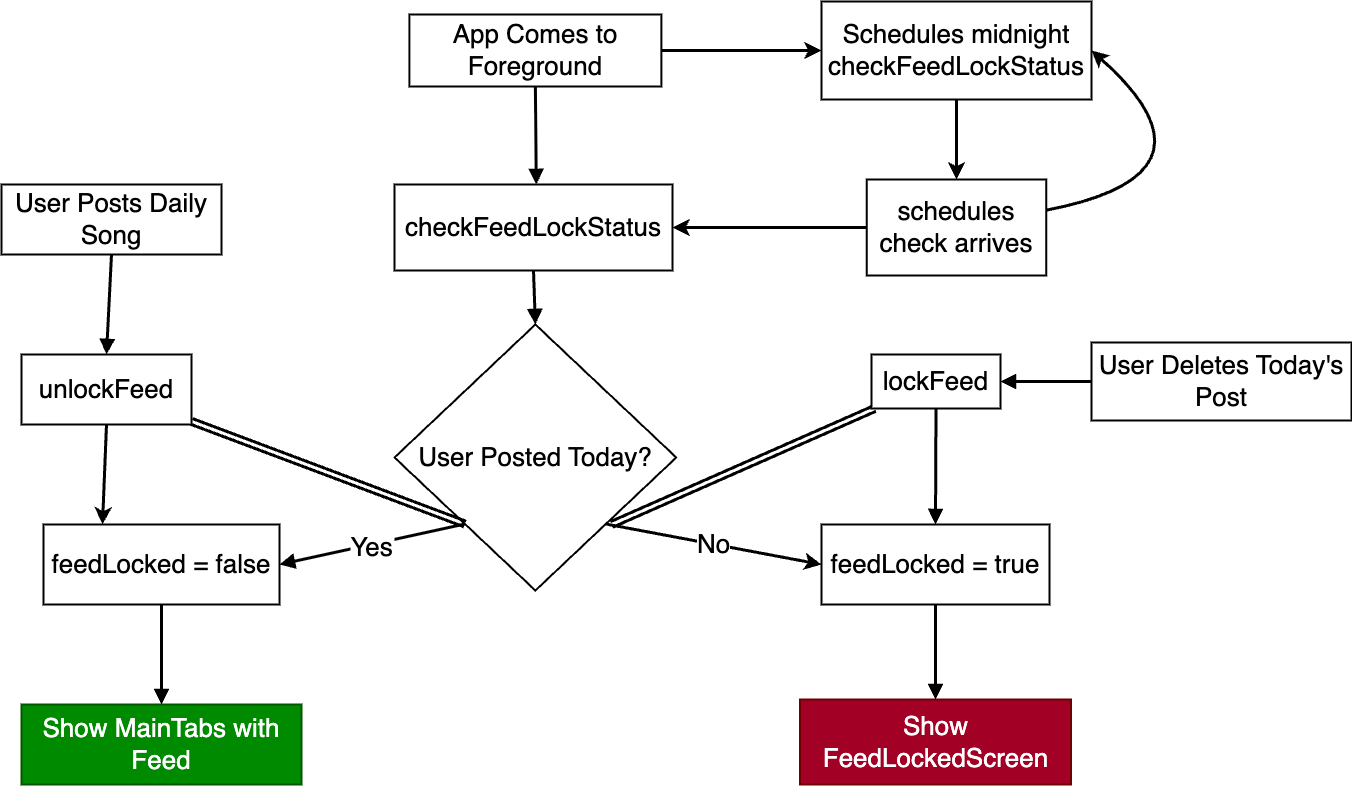 App Comes to
Foreground
Schedules midnight
checkFeedLockStatus
User Posts Daily
Song
checkFeedLockStatus
schedules
check arrives
unlockFeed
User Posted Today?
lockFeed
User Deletes Today's
Post
feedLocked = false
Yes
No
feedLocked = true
Show MainTabs with
Feed
Show
FeedLockedScreen